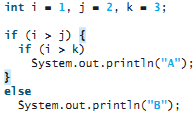 int i = 1, j = 2, k = 3;
if (i > j) {
if (i > k)
System.out.println("A");
}
else
System.out.println("B");